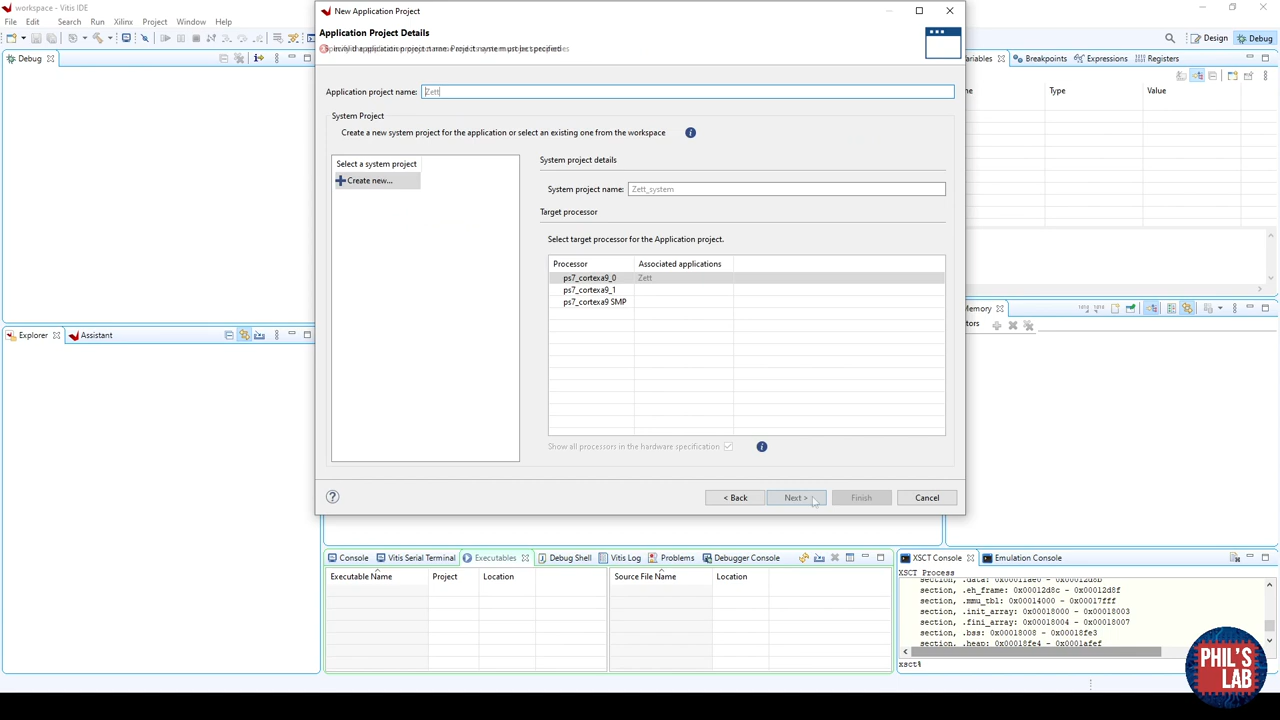 workspace - Vitis IDE
File Edit Search Run Xilinx Project Window Help
Design Debug
Debug
New Application Project
Application Project Details
Application project name: Zett
System Project
Create a new system project for the application or select an existing one from the workspace
Select a system project
Create new...
System project details
System project name: Zett_system
Target processor
Select target processor for the Application project.
Processor Associated applications
ps7_cortexa9_0 Zett
ps7_cortexa9_1
ps7_cortexa9 SMP
Show all processors in the hardware specification
< Back Next > Finish Cancel
Breakpoints Expressions Registers
Type Value
Explorer Assistant
Memory
Console Vitis Serial Terminal Executables Debug Shell Vitis Log Problems Debugger Console
Executable Name Project Location Source File Name Location
XSCT Console Emulation Console
XSCT Process
section, .eh_frame: 0x00012d8c - 0x00012d8f
section, .mmu_tbl: 0x00014000 - 0x00017fff
section, .init_array: 0x00018000 - 0x00018003
section, .fini_array: 0x00018004 - 0x00018007
section, .bss: 0x00018008 - 0x00018fe3
section, .heap: 0x00018fe4 - 0x0001afef
xsct%
PHIL'S
LAB